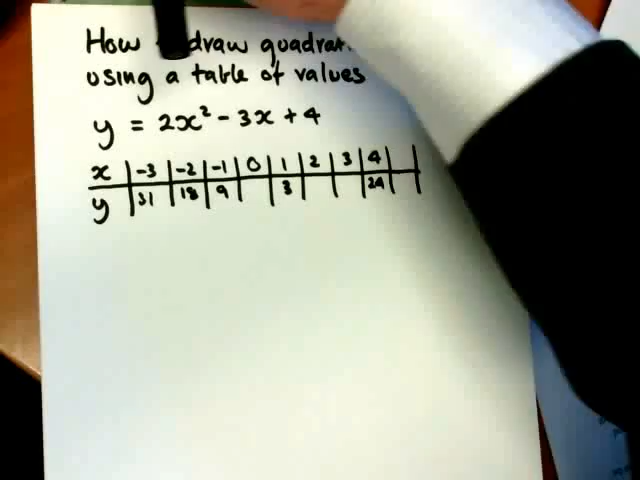 How draw
using a table of values
y = 2x² - 3x + 4
x -3 -2 -1 0 1 2 3 4
y 31 18 9 3 24